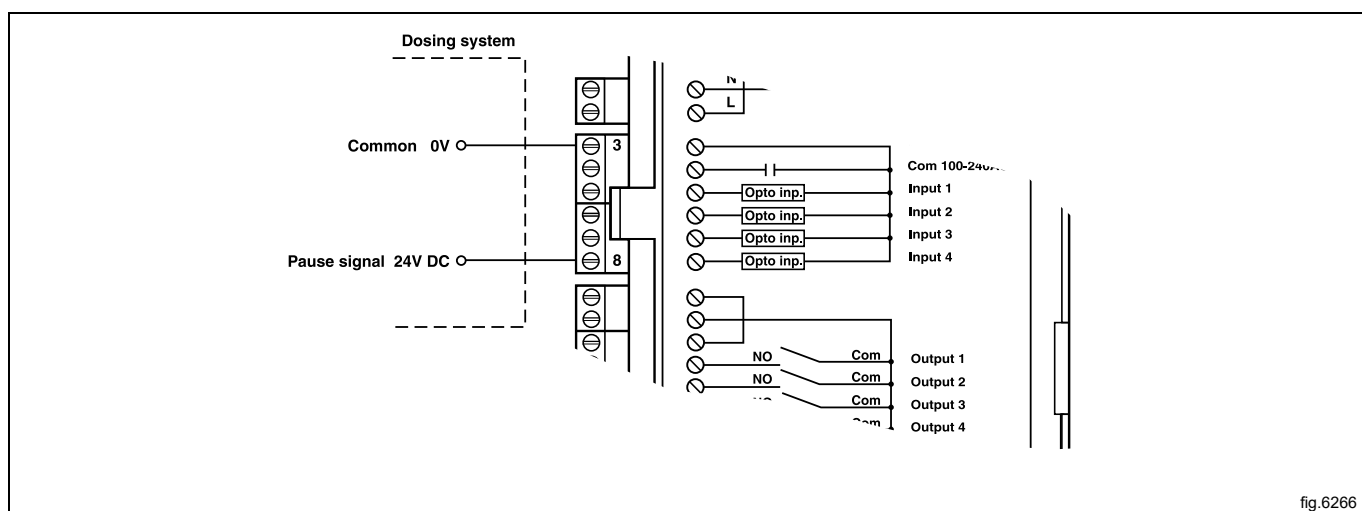 Dosing system
L
Common 0V
3
Com
Opto inp. Input 1
Opto inp. Input 2
Opto inp. Input 3
Pause signal 24V DC
8
Opto inp. Input 4
NO Com Output 1
NO Com Output 2
Com Output 3
Output 4
fig.6266